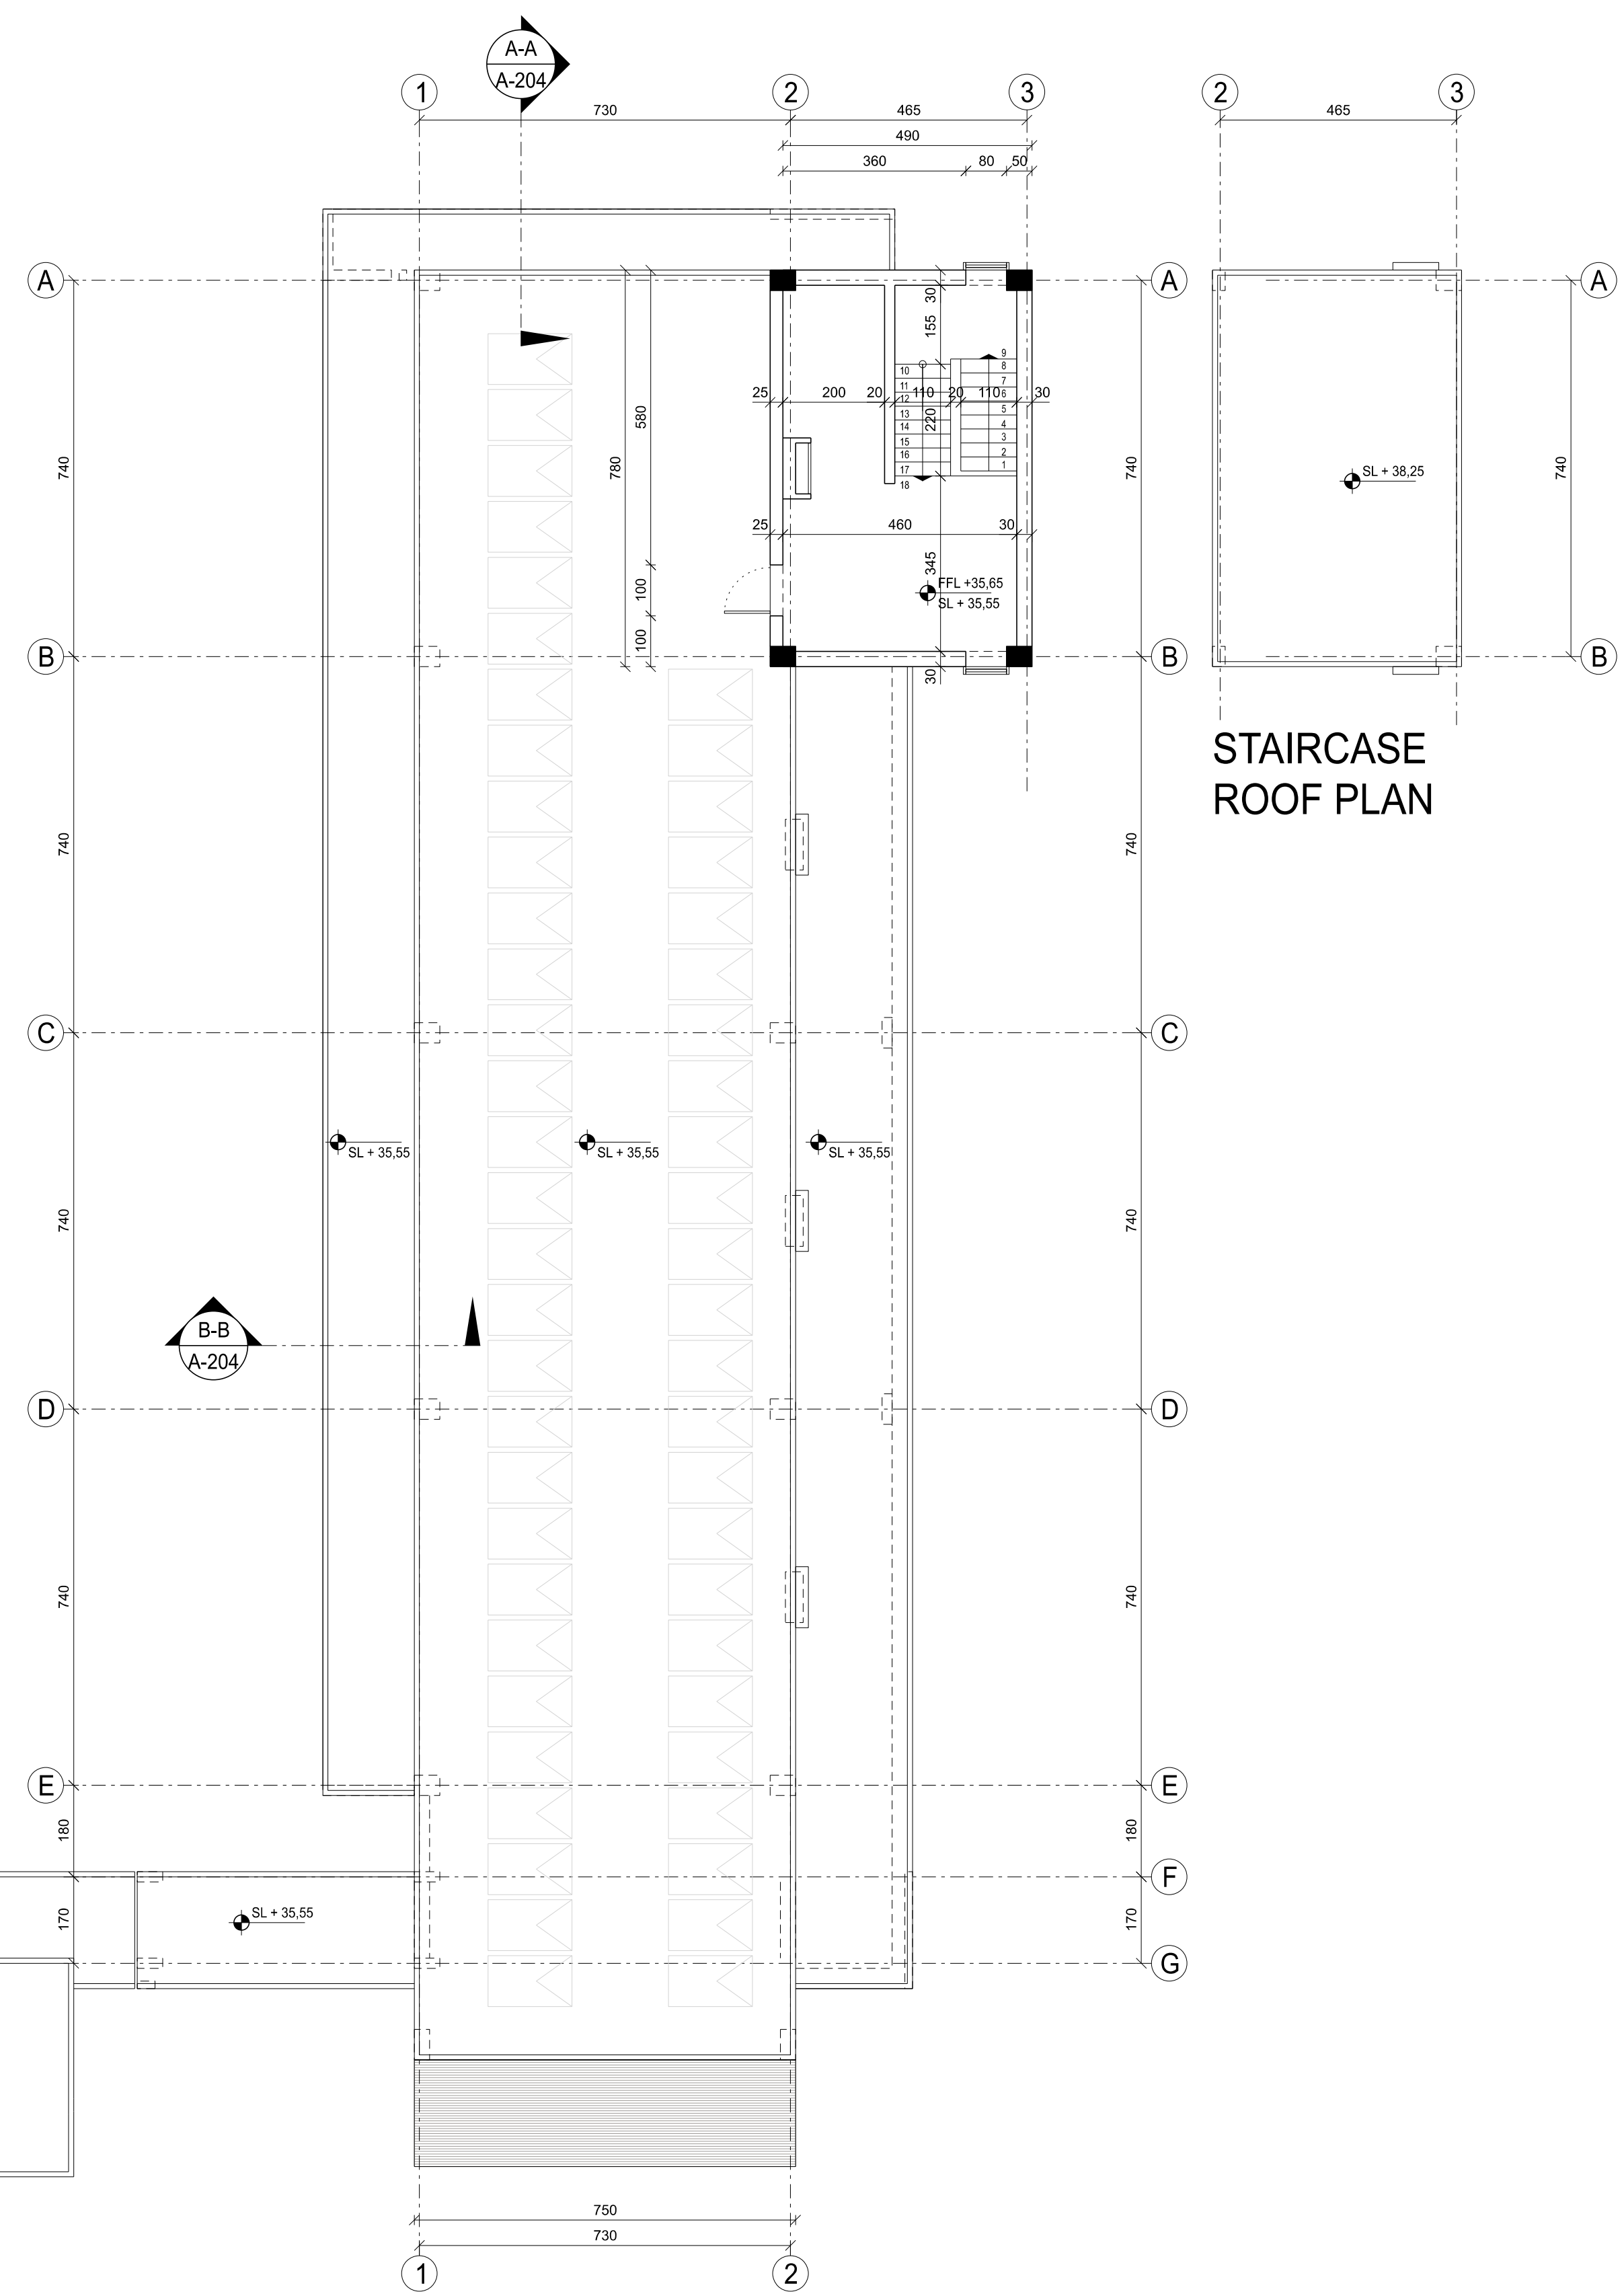 A-A
A-204
1
2
3
2
3
730
465
465
490
360
80
50
A
A
A
30
155
9
10
8
11
7
25
200
20
12
110
20
110
6
30
580
13
220
5
14
4
15
3
16
2
17
1
18
740
780
740
SL + 38,25
740
25
460
30
345
100
FFL +35,65
SL + 35,55
100
B
B
B
30
STAIRCASE
ROOF PLAN
740
740
C
C
SL + 35,55
SL + 35,55
SL + 35,55
740
740
B-B
A-204
D
D
740
740
E
E
180
180
F
F
SL + 35,55
170
170
G
750
730
1
2